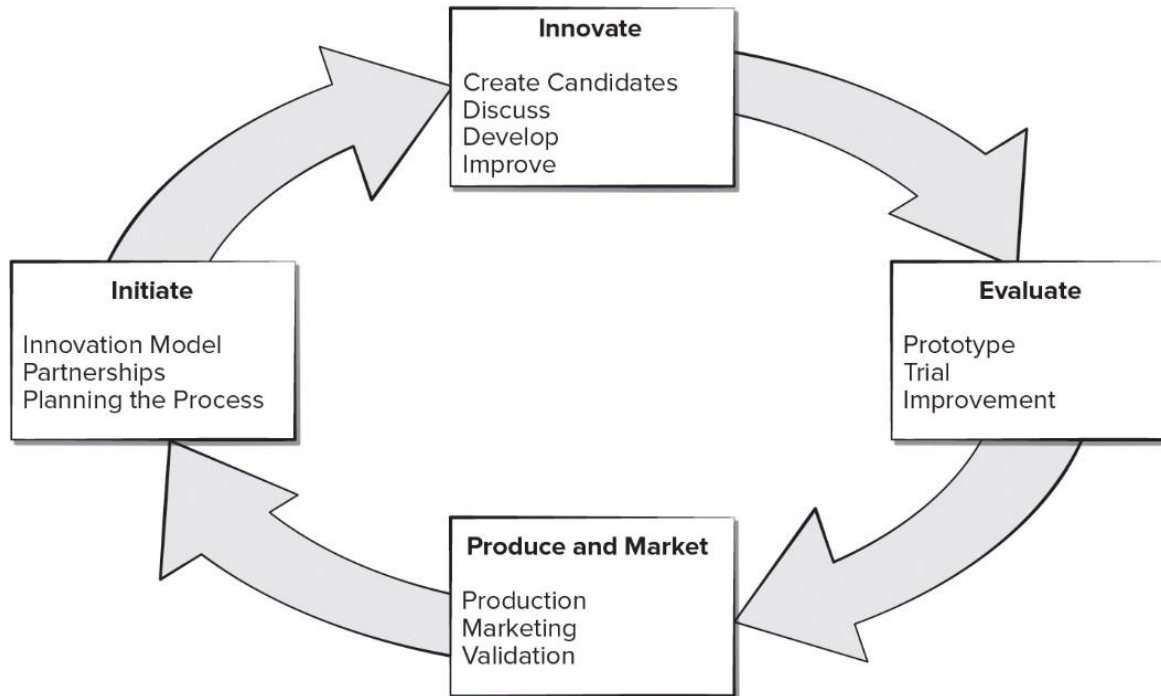 Innovate
Create Candidates
Discuss
Develop
Improve
Initiate
Innovation Model
Partnerships
Planning the Process
Evaluate
Prototype
Trial
Improvement
Produce and Market
Production
Marketing
Validation